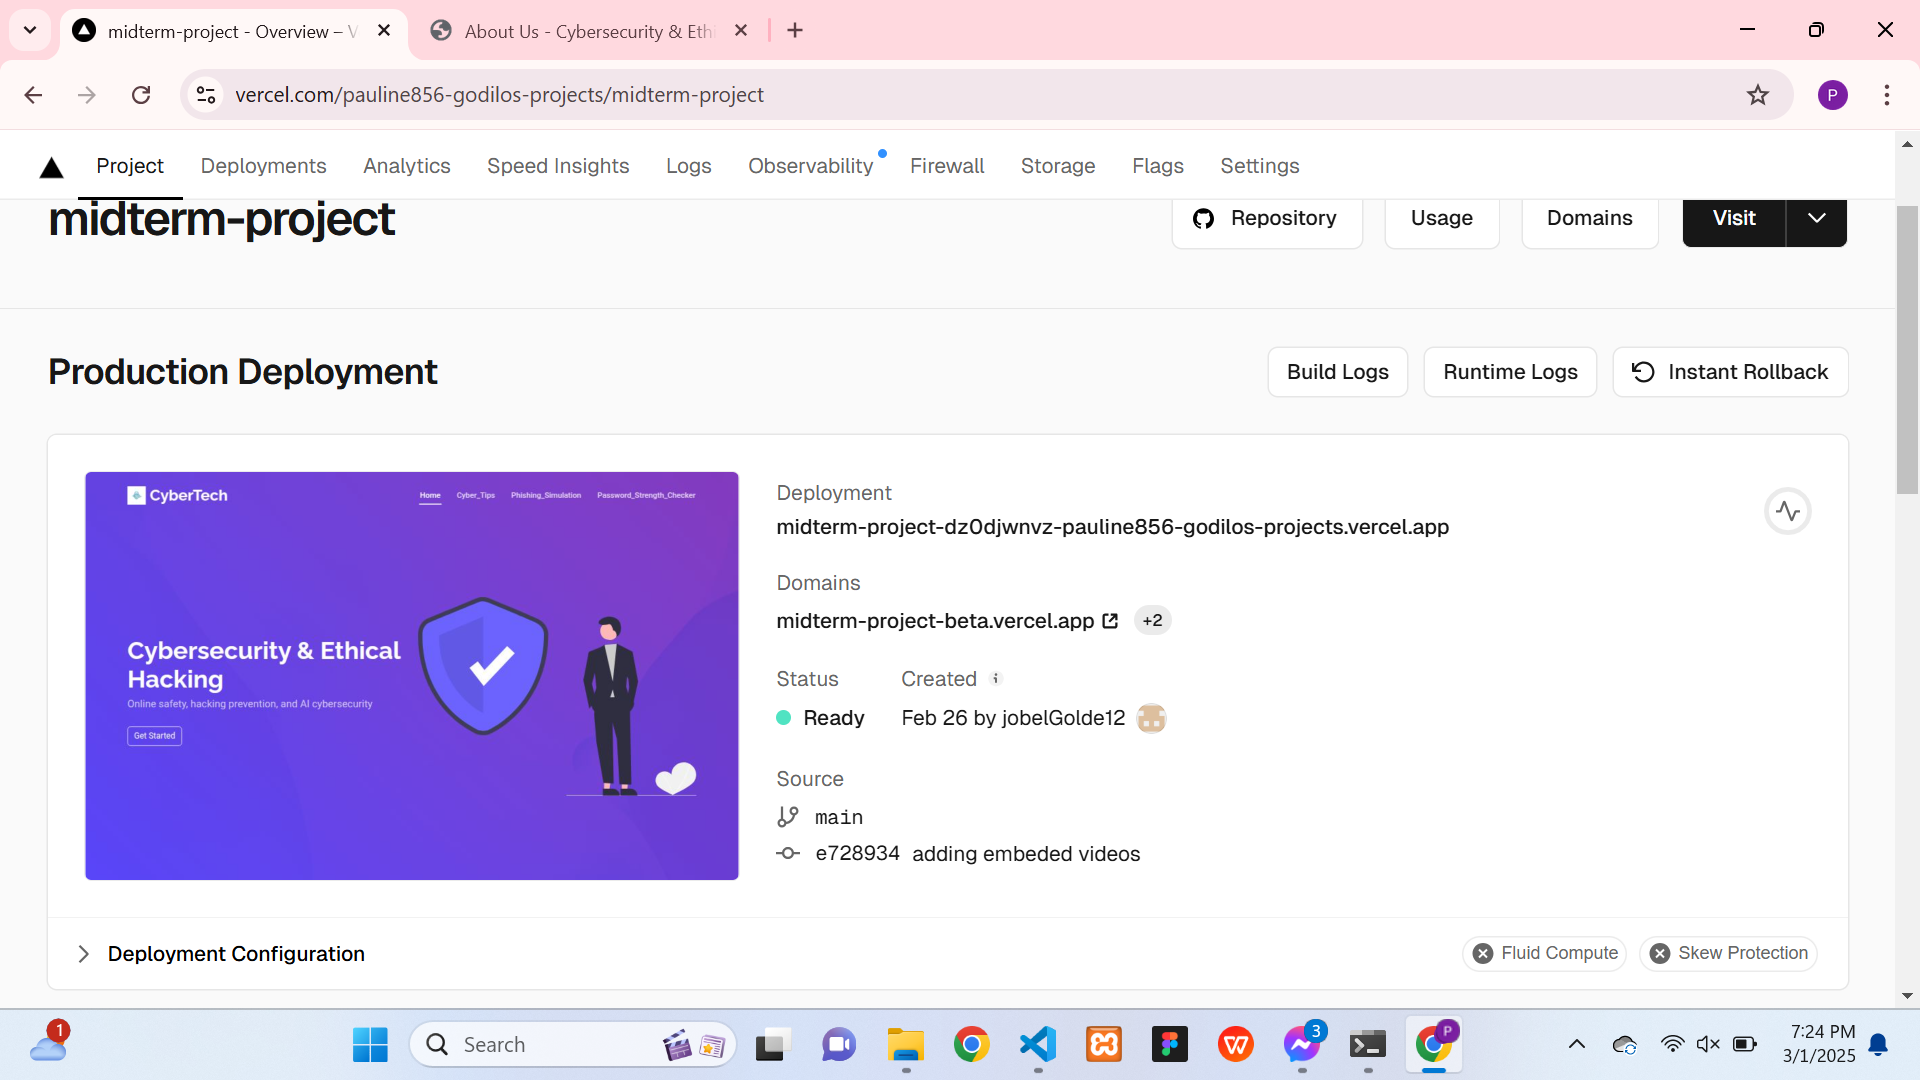 midterm-project - Overview – V
About Us - Cybersecurity & Eth
vercel.com/pauline856-godilos-projects/midterm-project
P
Project Deployments Analytics Speed Insights Logs Observability Firewall Storage Flags Settings
midterm-project
Repository Usage Domains Visit
Production Deployment
Build Logs Runtime Logs Instant Rollback
CyberTech
Home Cyber_Tips Phishing_Simulation Password_Strength_Checker
Cybersecurity & Ethical
Hacking
Online safety, hacking prevention, and AI cybersecurity
Get Started
Deployment
midterm-project-dz0djwnvz-pauline856-godilos-projects.vercel.app
Domains
midterm-project-beta.vercel.app +2
Status Created
Ready Feb 26 by jobelGolde12
Source
main
e728934 adding embeded videos
Deployment Configuration
Fluid Compute Skew Protection
1
Search
3
P
7:24 PM
3/1/2025